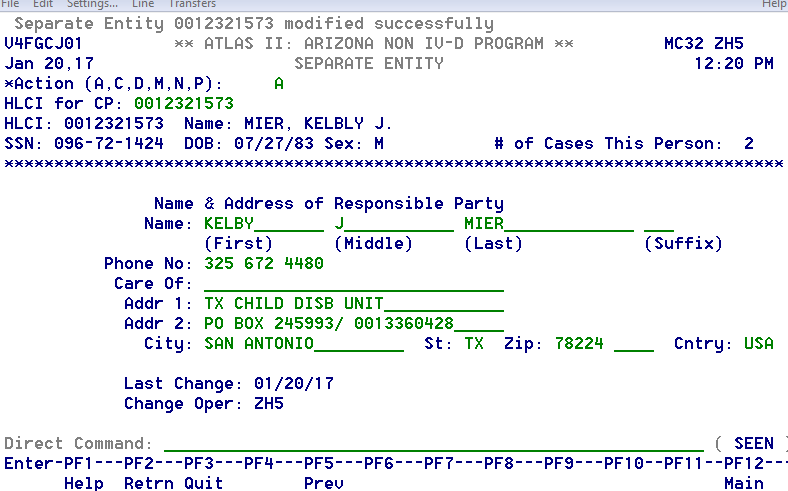 File Edit Settings... Line Transfers Help
Separate Entity 0012321573 modified successfully
V4FGCJ01 ** ATLAS II: ARIZONA NON IV-D PROGRAM ** MC32 ZH5
Jan 20,17 SEPARATE ENTITY 12:20 PM
*Action (A,C,D,M,N,P): A
HLCI for CP: 0012321573
HLCI: 0012321573 Name: MIER, KELBLY J.
SSN: 096-72-1424 DOB: 07/27/83 Sex: M # of Cases This Person: 2
******************************************************************************
Name & Address of Responsible Party
Name: KELBY_______ J___________ MIER_____________ ___
(First) (Middle) (Last) (Suffix)
Phone No: 325 672 4480
Care Of: ______________________________
Addr 1: TX CHILD DISB UNIT____________
Addr 2: PO BOX 245993/ 0013360428_____
City: SAN ANTONIO_________ St: TX Zip: 78224 ____ Cntry: USA
Last Change: 01/20/17
Change Oper: ZH5
Direct Command: ______________________________________________________ ( SEEN )
Enter-PF1---PF2---PF3---PF4---PF5---PF6---PF7---PF8---PF9---PF10--PF11--PF12---
Help Retrn Quit Prev Main